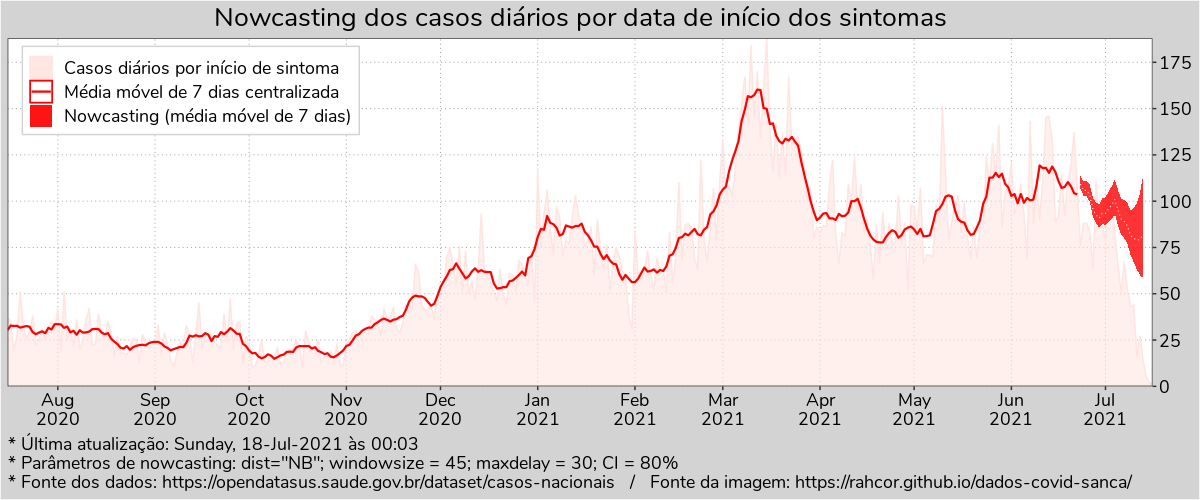 Nowcasting dos casos diários por data de início dos sintomas
Casos diários por início de sintoma
Média móvel de 7 dias centralizada
Nowcasting (média móvel de 7 dias)
175
150
125
100
75
50
25
0
Aug Sep Oct Nov Dec Jan Feb Mar Apr May Jun Jul
2020 2020 2020 2020 2020 2021 2021 2021 2021 2021 2021 2021
* Última atualização: Sunday, 18-Jul-2021 às 00:03
* Parâmetros de nowcasting: dist="NB"; windowsize = 45; maxdelay = 30; CI = 80%
* Fonte dos dados: https://opendatasus.saude.gov.br/dataset/casos-nacionais / Fonte da imagem: https://rahcor.github.io/dados-covid-sanca/